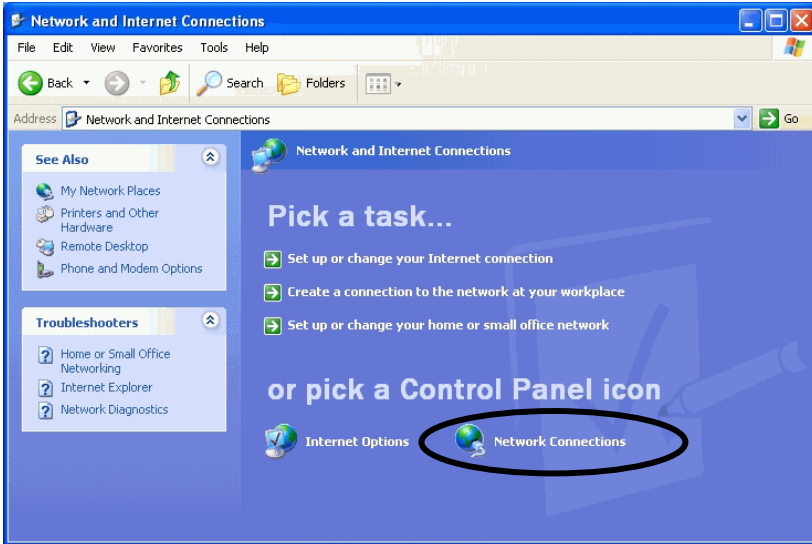 Network and Internet Connections
File Edit View Favorites Tools Help
Back Search Folders
Address Network and Internet Connections Go
See Also
My Network Places
Printers and Other
Hardware
Remote Desktop
Phone and Modem Options
Troubleshooters
Home or Small Office
Networking
Internet Explorer
Network Diagnostics
Network and Internet Connections
Pick a task...
Set up or change your Internet connection
Create a connection to the network at your workplace
Set up or change your home or small office network
or pick a Control Panel icon
Internet Options Network Connections